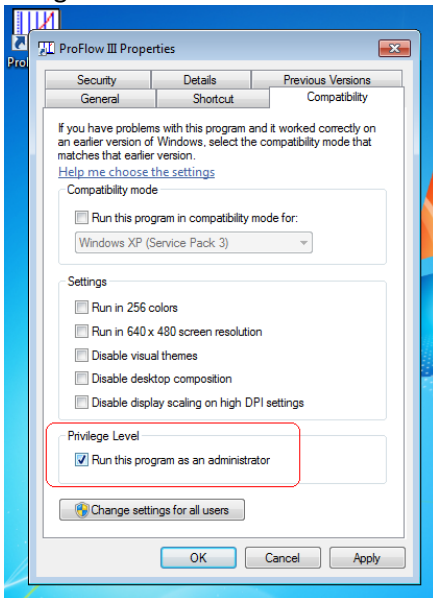 ProFlow III Properties
Pro
Security Details Previous Versions
General Shortcut Compatibility
If you have problems with this program and it worked correctly on
an earlier version of Windows, select the compatibility mode that
matches that earlier version.
Help me choose the settings
Compatibility mode
Run this program in compatibility mode for:
Windows XP (Service Pack 3)
Settings
Run in 256 colors
Run in 640 x 480 screen resolution
Disable visual themes
Disable desktop composition
Disable display scaling on high DPI settings
Privilege Level
Run this program as an administrator
Change settings for all users
OK Cancel Apply